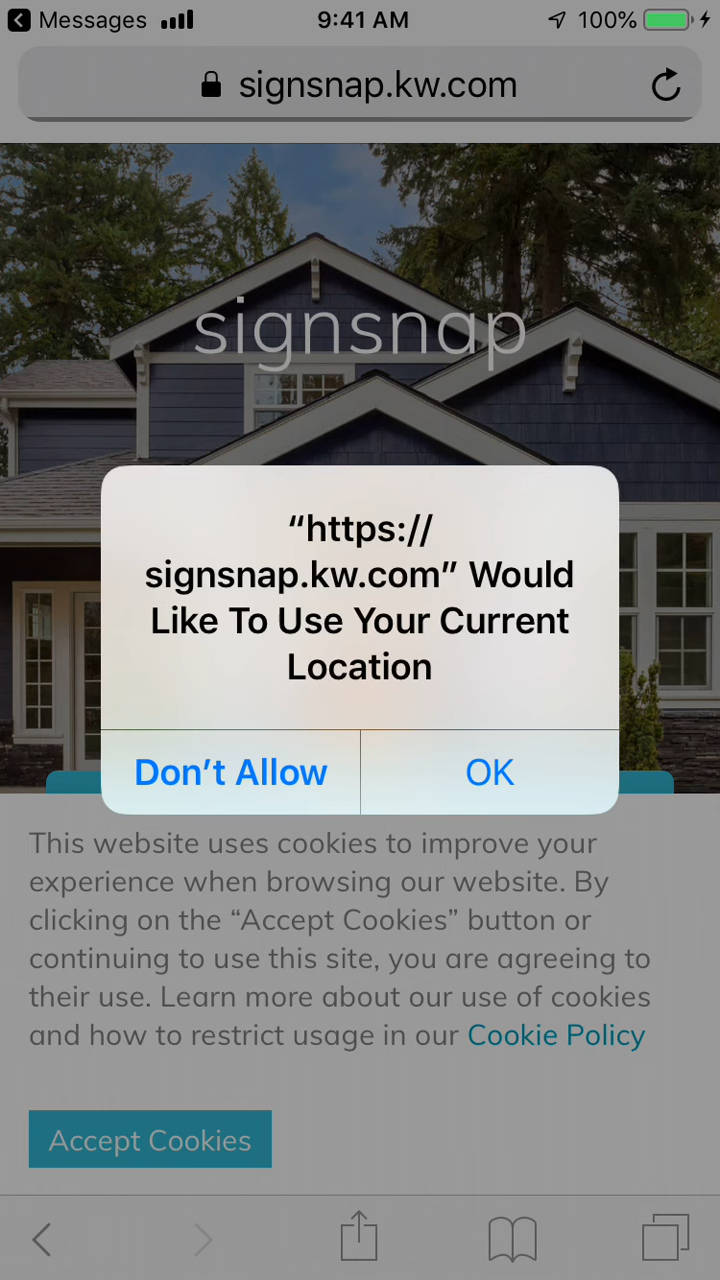 Messages 9:41 AM 100%
signsnap.kw.com
signsnap
“https://
signsnap.kw.com” Would
Like To Use Your Current
Location
Don’t Allow OK
This website uses cookies to improve your
experience when browsing our website. By
clicking on the “Accept Cookies” button or
continuing to use this site, you are agreeing to
their use. Learn more about our use of cookies
and how to restrict usage in our Cookie Policy
Accept Cookies